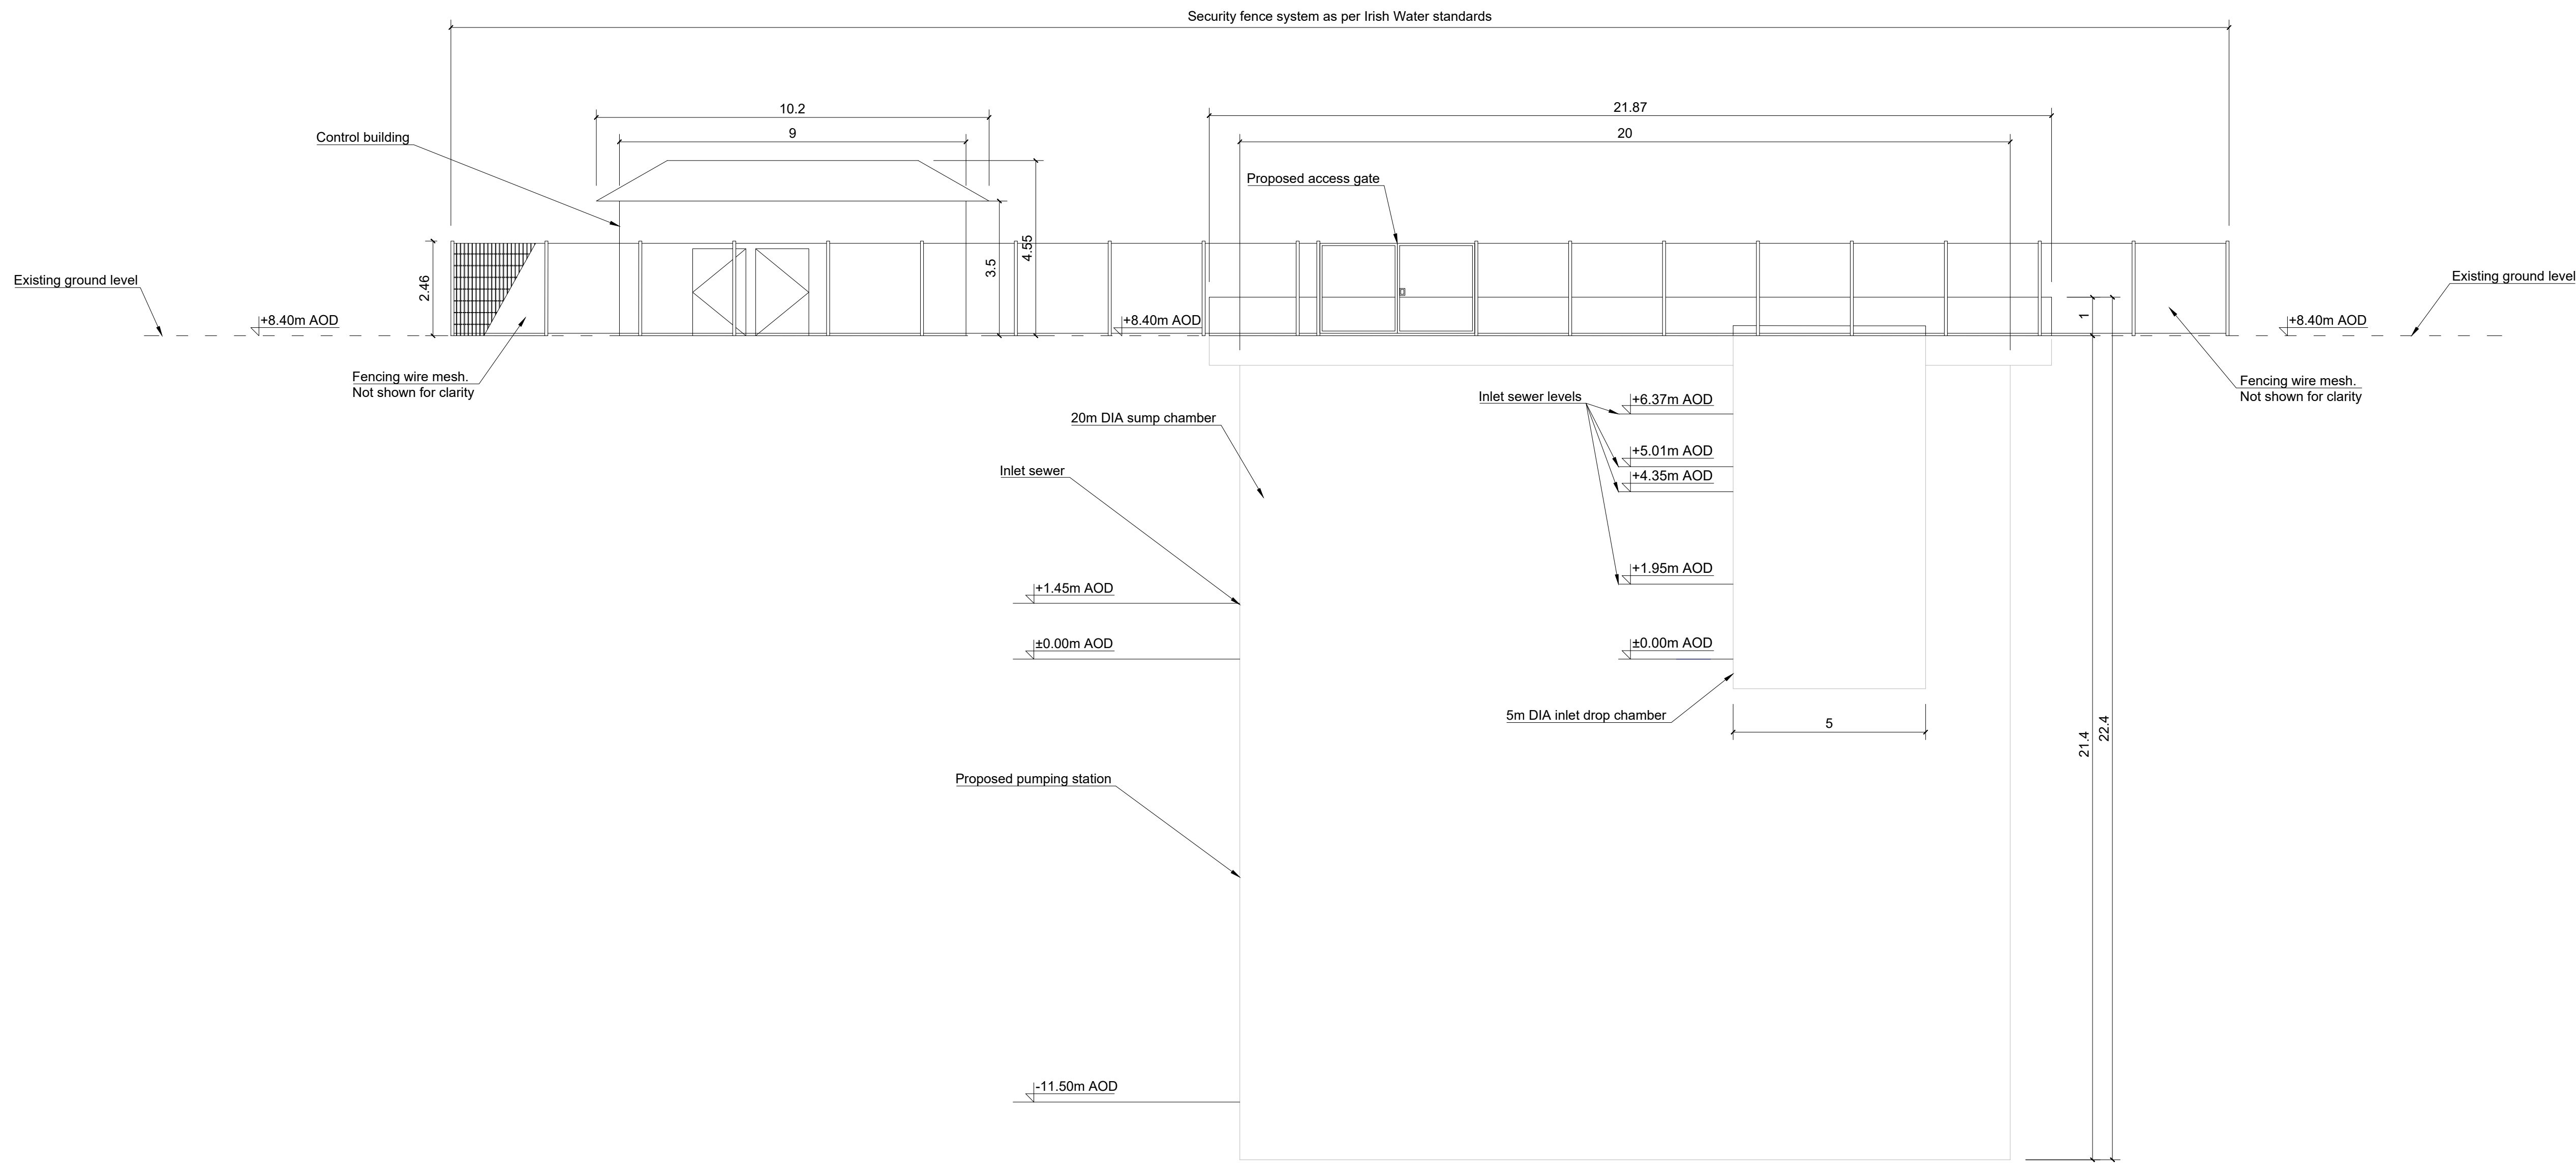 Security fence system as per Irish Water standards
10.2
21.87
9
20
Control building
Proposed access gate
4.55
3.5
2.46
Existing ground level
Existing ground level
+8.40m AOD
+8.40m AOD
+8.40m AOD
1
Fencing wire mesh.
Not shown for clarity
Fencing wire mesh.
Not shown for clarity
Inlet sewer levels
+6.37m AOD
20m DIA sump chamber
+5.01m AOD
Inlet sewer
+4.35m AOD
+1.95m AOD
+1.45m AOD
±0.00m AOD
±0.00m AOD
5m DIA inlet drop chamber
5
21.4
22.4
Proposed pumping station
-11.50m AOD